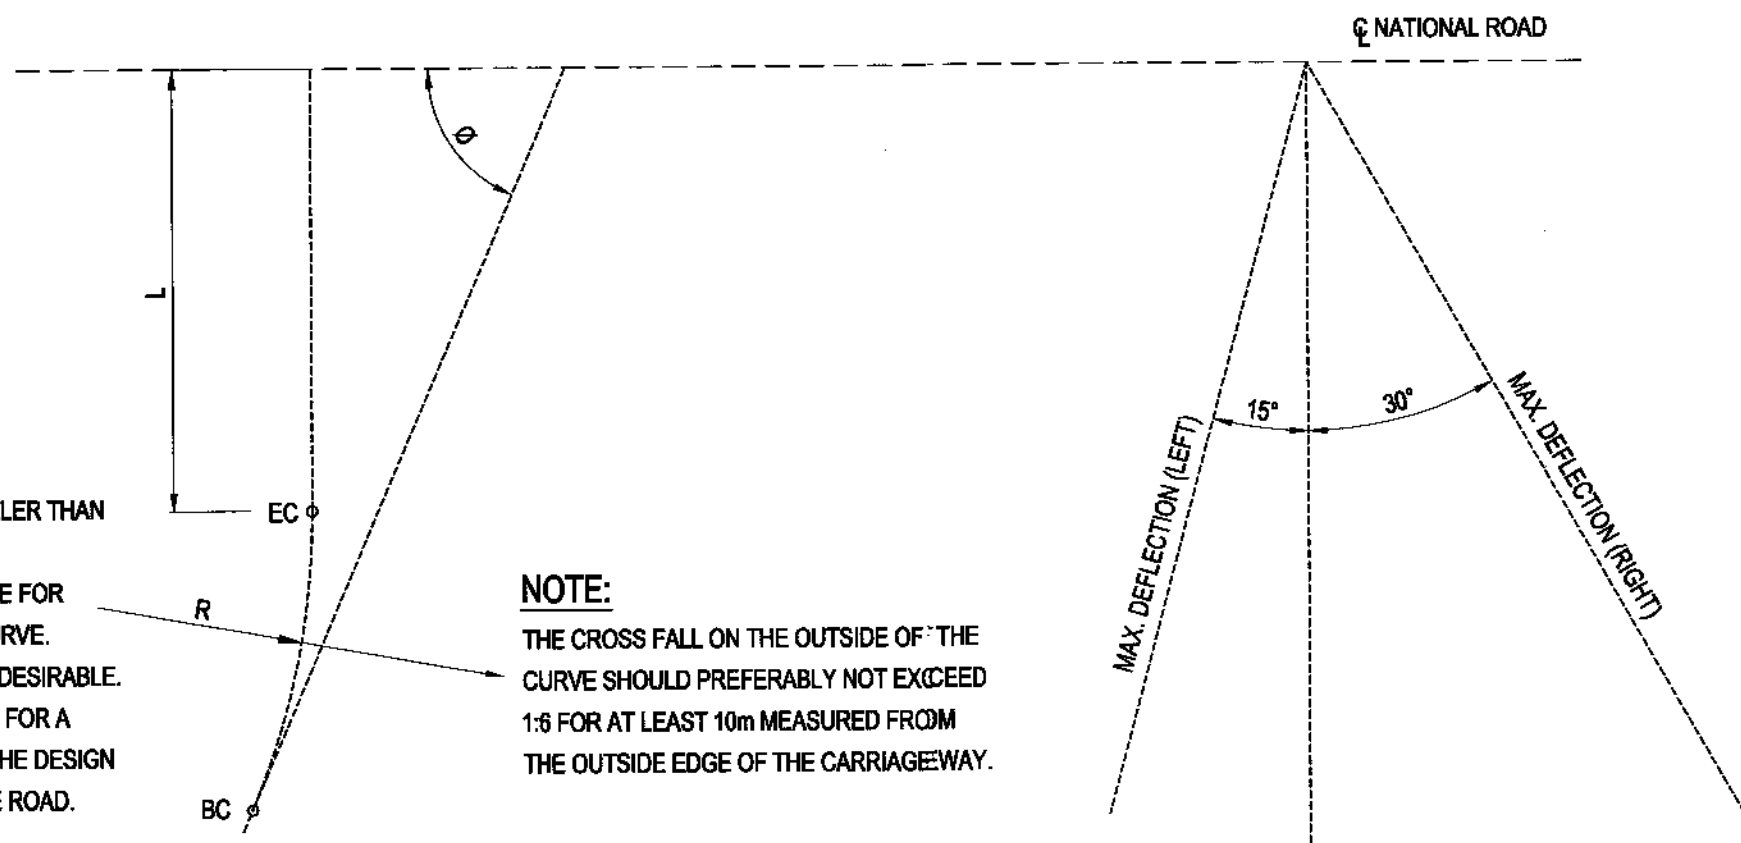 ℄ NATIONAL ROAD
Ø
L
15°
30°
MAX. DEFLECTION (LEFT)
MAX. DEFLECTION (RIGHT)
LER THAN
EC
E FOR
RVE.
DESIRABLE.
FOR A
HE DESIGN
E ROAD.
R
BC
NOTE:
THE CROSS FALL ON THE OUTSIDE OF THE
CURVE SHOULD PREFERABLY NOT EXCEED
1:6 FOR AT LEAST 10m MEASURED FROM
THE OUTSIDE EDGE OF THE CARRIAGEWAY.